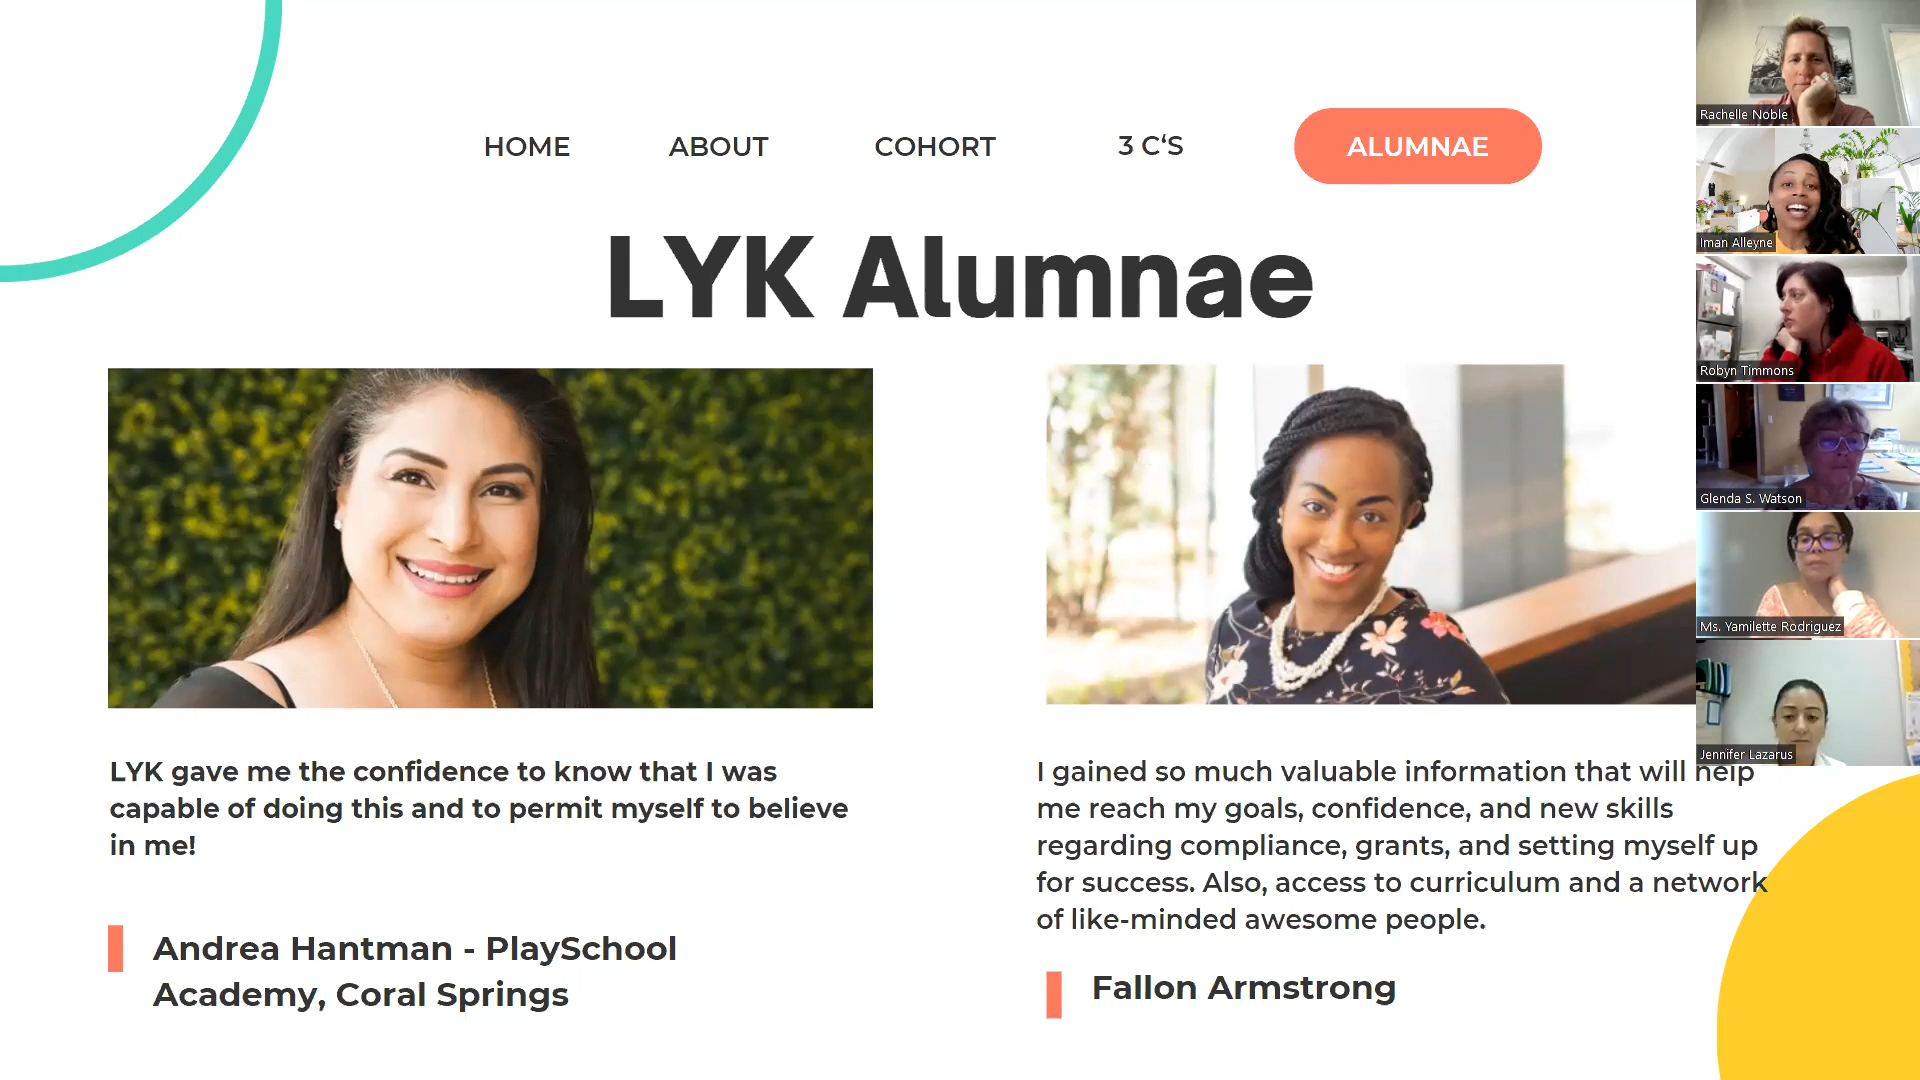 HOME
ABOUT
COHORT
3 C‘S
ALUMNAE
LYK Alumnae
LYK gave me the confidence to know that I was
capable of doing this and to permit myself to believe
in me!
Andrea Hantman - PlaySchool
Academy, Coral Springs
I gained so much valuable information that will help
me reach my goals, confidence, and new skills
regarding compliance, grants, and setting myself up
for success. Also, access to curriculum and a network
of like-minded awesome people.
Fallon Armstrong
Rachelle Noble
Iman Alleyne
Robyn Timmons
Glenda S. Watson
Ms. Yamilette Rodriguez
Jennifer Lazarus